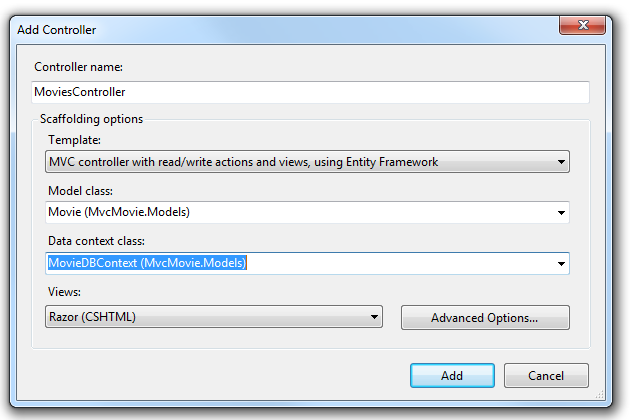 Add Controller
Controller name:
MoviesController
Scaffolding options
Template:
MVC controller with read/write actions and views, using Entity Framework
Model class:
Movie (MvcMovie.Models)
Data context class:
MovieDBContext (MvcMovie.Models)
Views:
Razor (CSHTML)
Advanced Options...
Add
Cancel